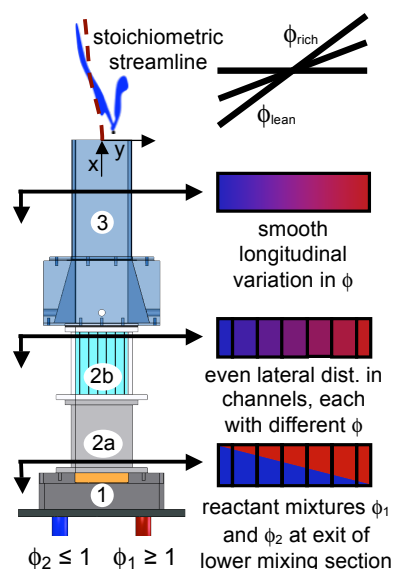 stoichiometric
streamline
ϕrich
ϕlean
y
x
3
smooth
longitudinal
variation in ϕ
2b
even lateral dist. in
channels, each
with different ϕ
2a
1
reactant mixtures ϕ1
and ϕ2 at exit of
lower mixing section
ϕ2 ≤ 1
ϕ1 ≥ 1